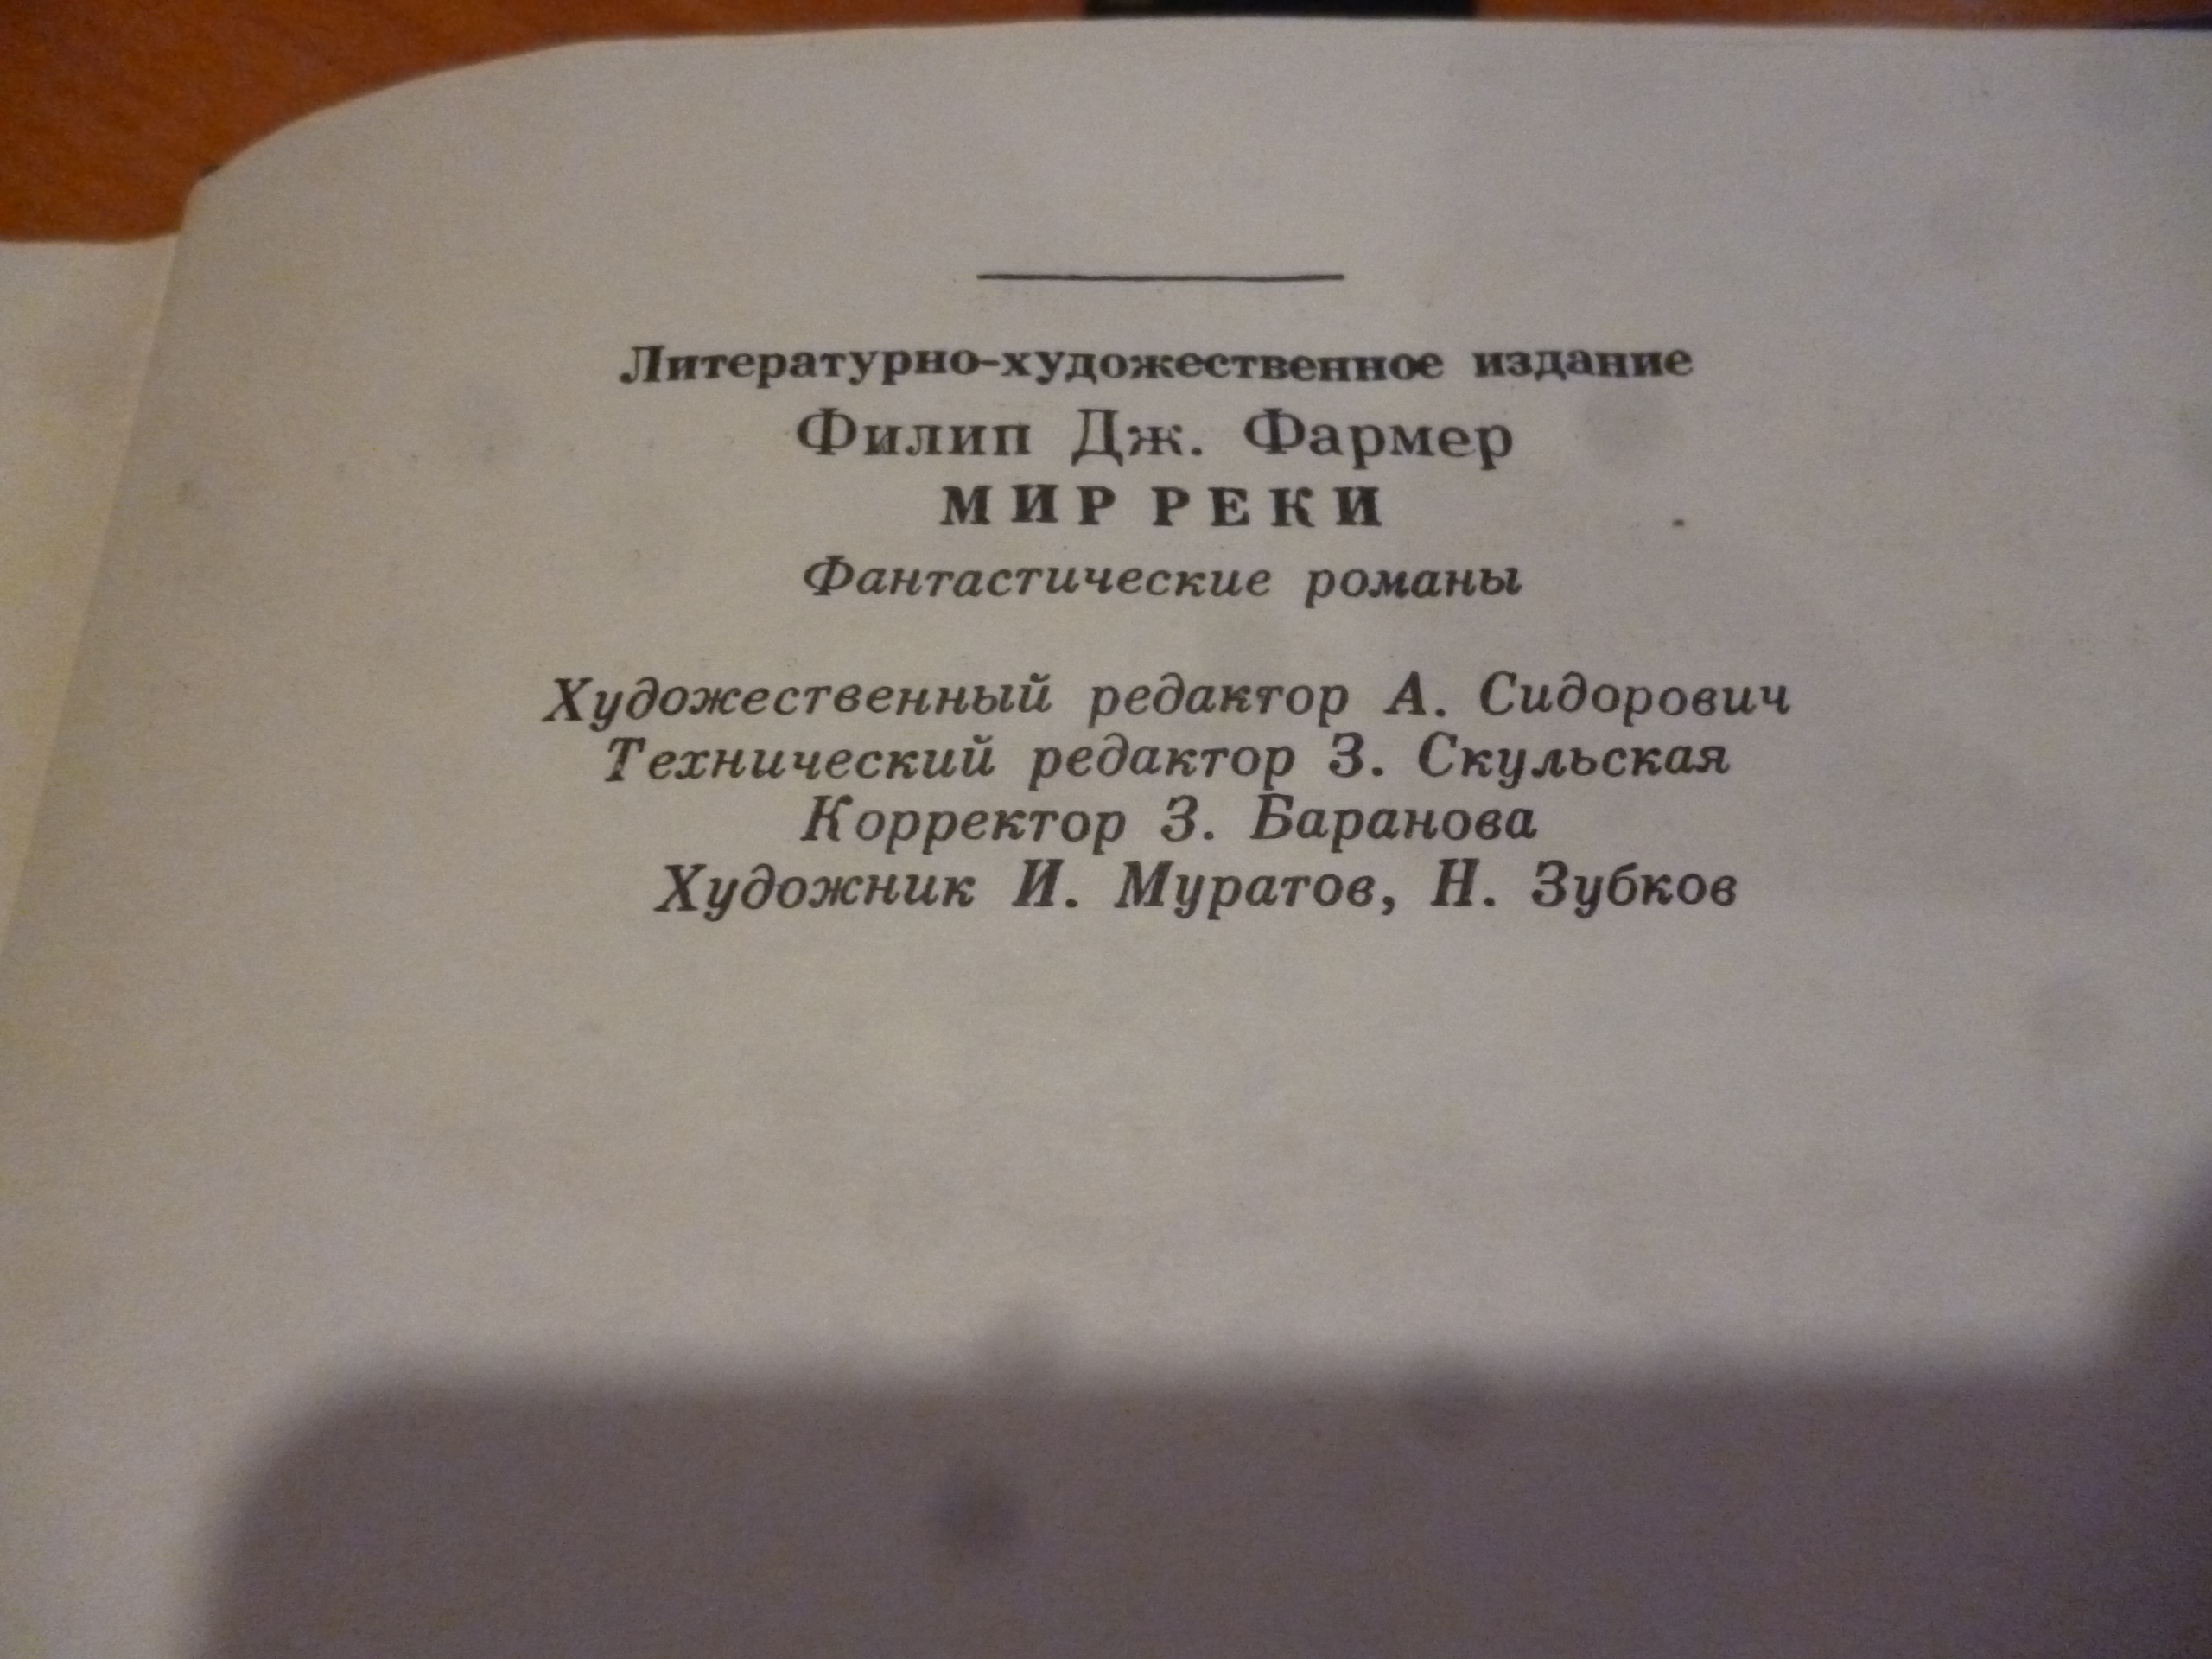 Литературно-художественное издание
Филип Дж. Фармер
МИР РЕКИ
Фантастические романы
Художественный редактор А. Сидорович
Технический редактор З. Скульская
Корректор З. Баранова
Художник И. Муратов, Н. Зубков